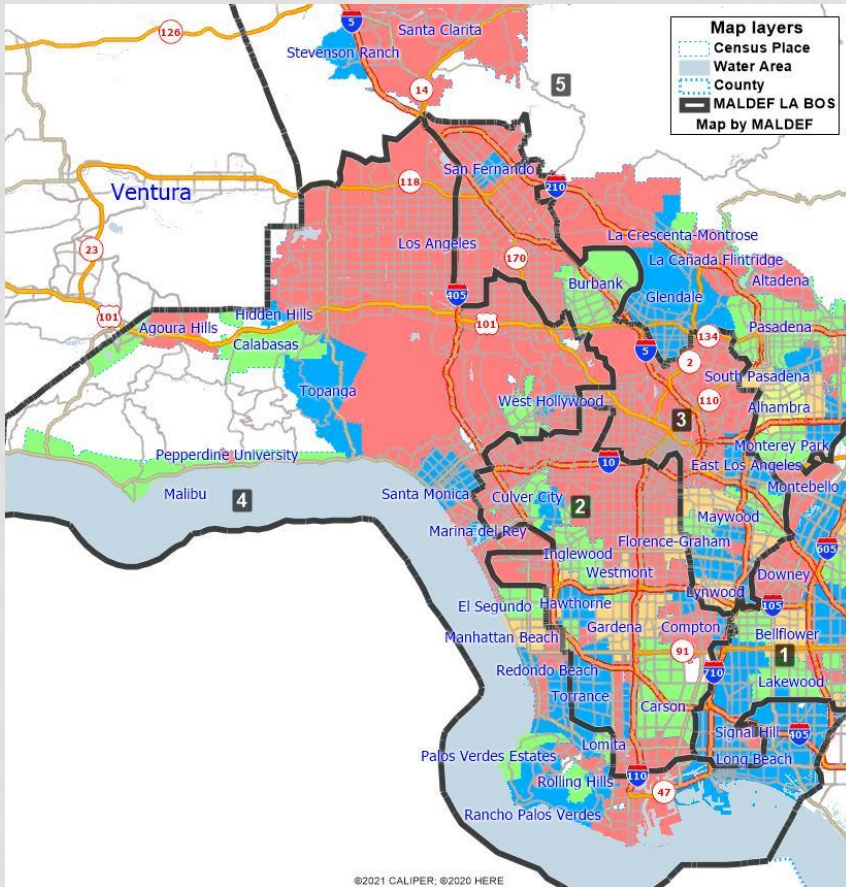 126
5
Santa Clarita
Stevenson Ranch
14
5
Map layers
Census Place
Water Area
County
MALDEF LA BOS
Map by MALDEF
San Fernando
118
210
Ventura
La Crescenta-Montrose
Los Angeles
170
La Cañada Flintridge
23
Burbank
Altadena
405
Glendale
Hidden Hills
101
101
Agoura Hills
Pasadena
134
Calabasas
5
2
South Pasadena
Topanga
West Hollywood
110
Alhambra
3
Monterey Park
Pepperdine University
10
East Los Angeles
Montebello
Malibu
4
Santa Monica
Culver City
2
Maywood
Marina del Rey
Florence-Graham
605
Inglewood
Westmont
Downey
Lynwood
El Segundo
Hawthorne
105
Gardena
Compton
Bellflower
Manhattan Beach
91
1
Redondo Beach
710
Lakewood
Torrance
Carson
Signal Hill
405
Lomita
Long Beach
Palos Verdes Estates
Rolling Hills
110
47
Rancho Palos Verdes
©2021 CALIPER; ©2020 HERE